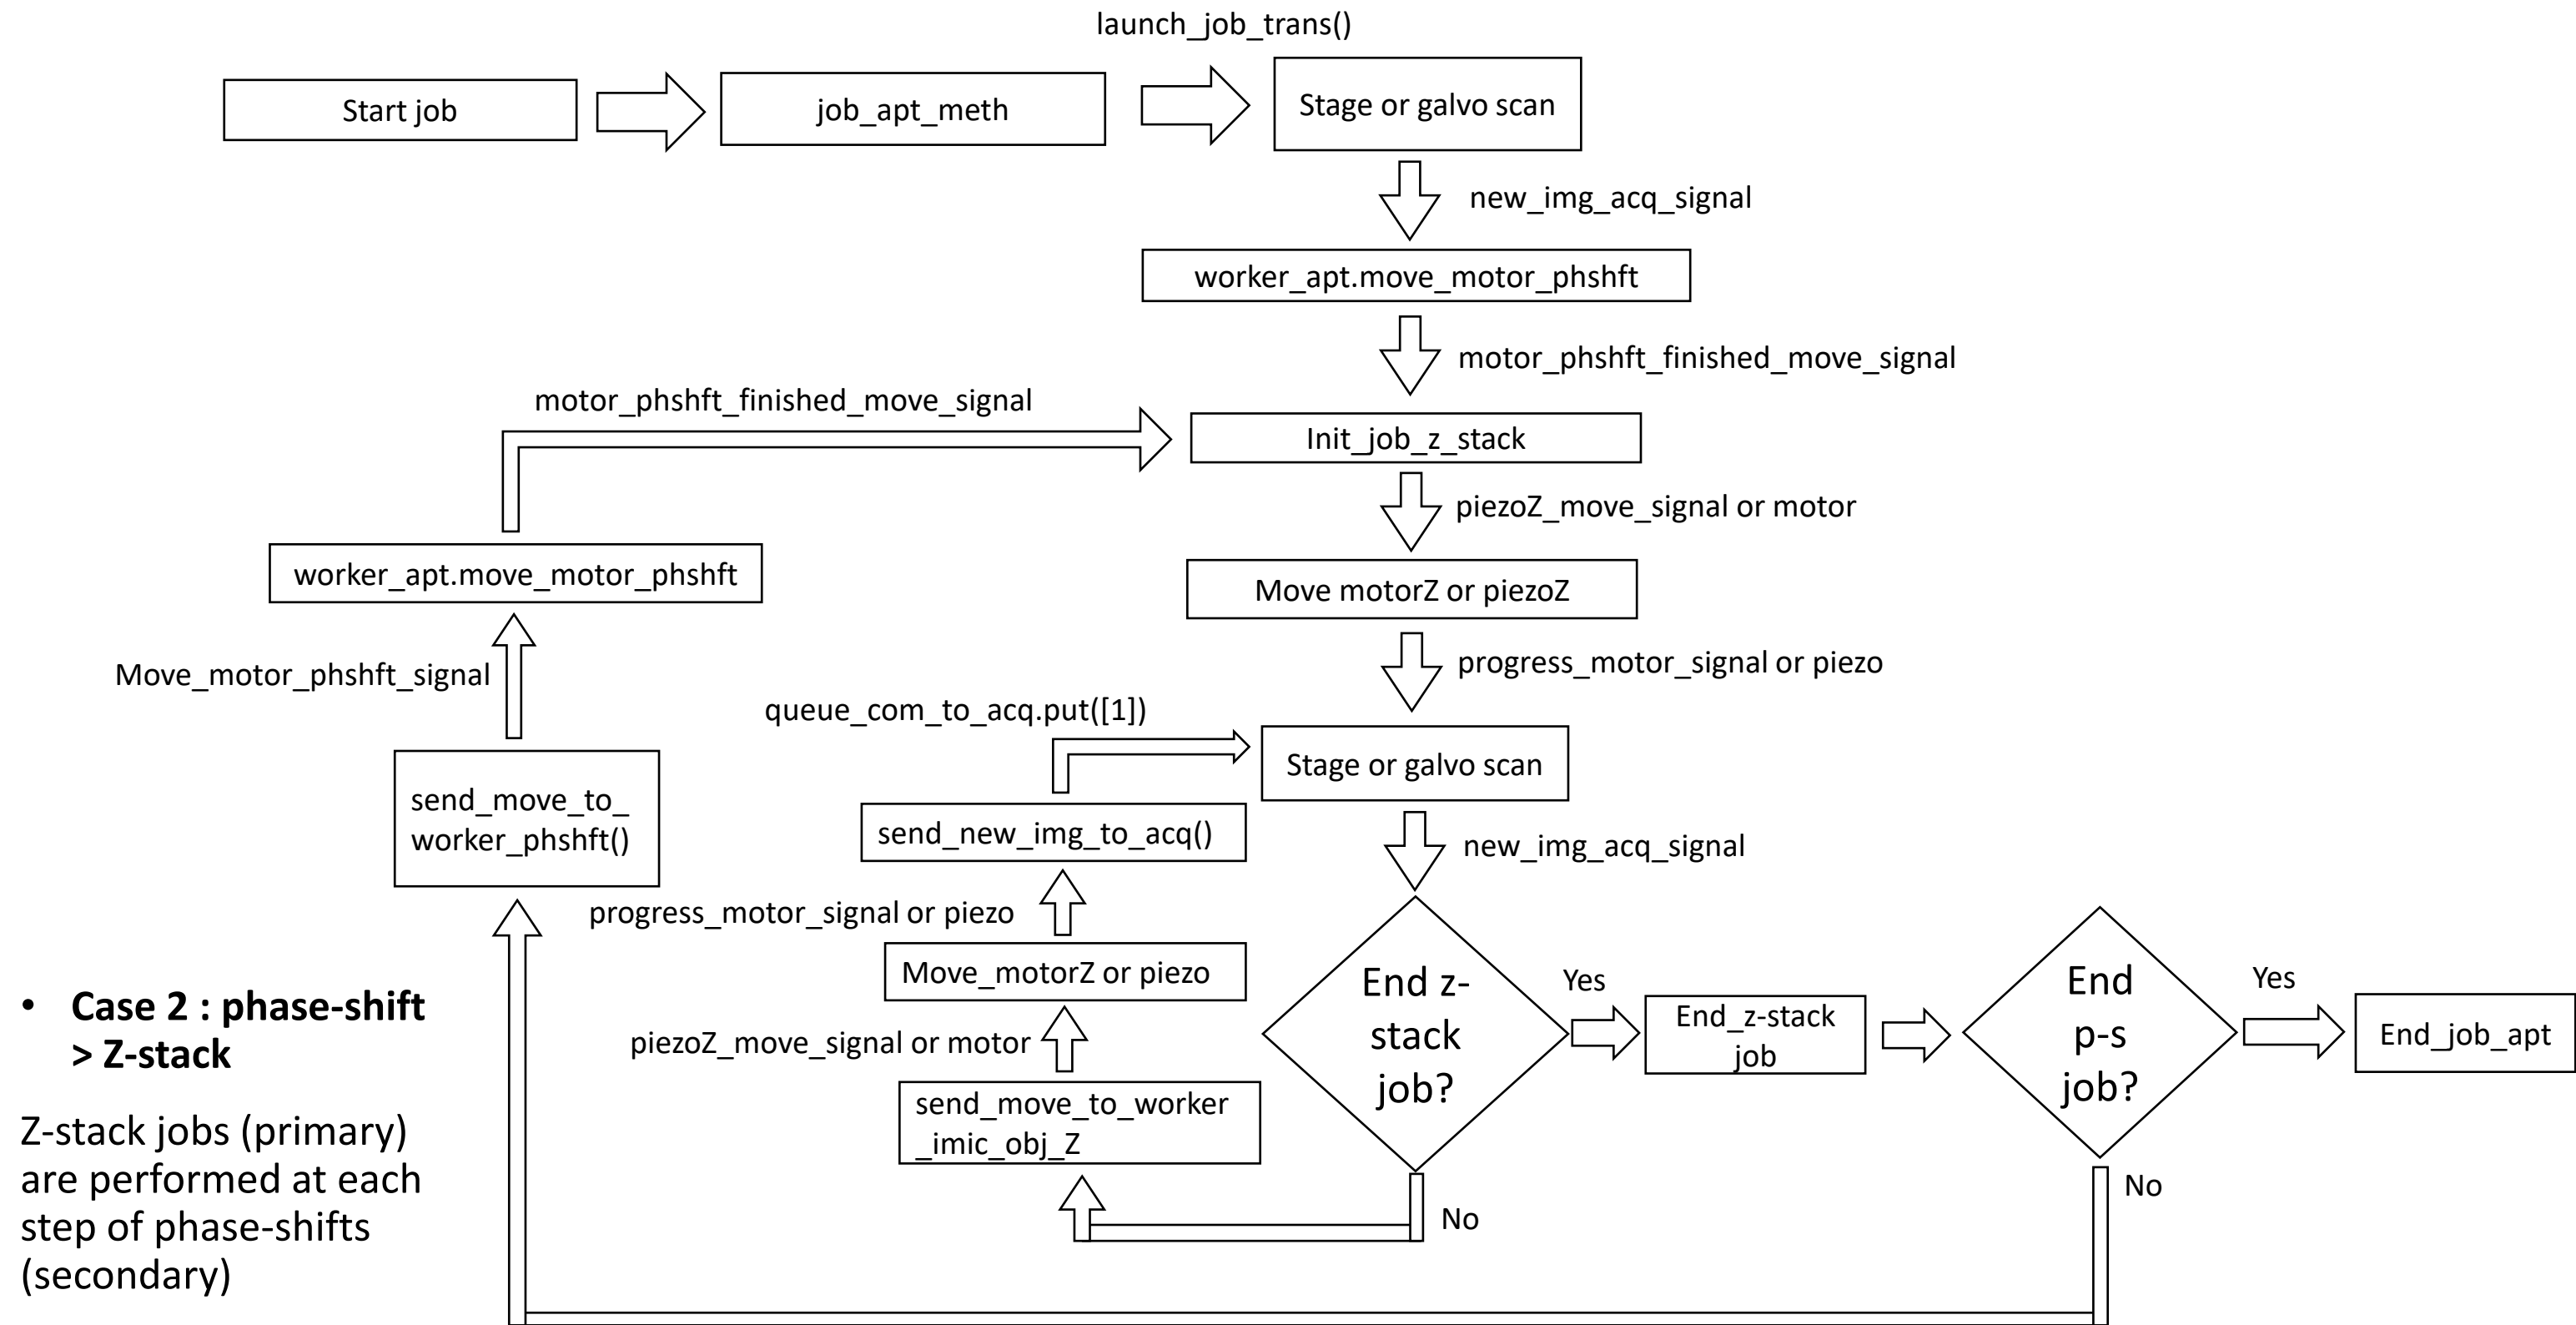 launch_job_trans()
Start job
job_apt_meth
Stage or galvo scan
new_img_acq_signal
worker_apt.move_motor_phshft
motor_phshft_finished_move_signal
motor_phshft_finished_move_signal
Init_job_z_stack
piezoZ_move_signal or motor
worker_apt.move_motor_phshft
Move motorZ or piezoZ
Move_motor_phshft_signal
progress_motor_signal or piezo
queue_com_to_acq.put([1])
Stage or galvo scan
send_move_to_
worker_phshft()
send_new_img_to_acq()
new_img_acq_signal
progress_motor_signal or piezo
Move_motorZ or piezo
piezoZ_move_signal or motor
send_move_to_worker
_imic_obj_Z
End z-
stack
job?
Yes
No
End_z-stack
job
End
p-s
job?
Yes
No
End_job_apt
• Case 2 : phase-shift
> Z-stack
Z-stack jobs (primary)
are performed at each
step of phase-shifts
(secondary)